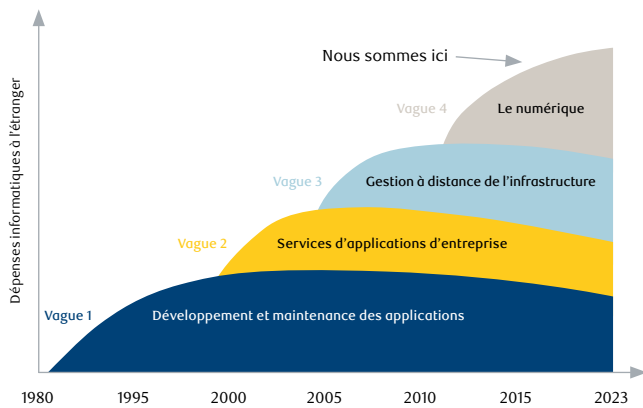 Nous sommes ici
Vague 4
Le numérique
Vague 3
Gestion à distance de l'infrastructure
Vague 2
Services d'applications d'entreprise
Vague 1
Développement et maintenance des applications
Dépenses informatiques à l'étranger
1980 1995 2000 2005 2010 2015 2023